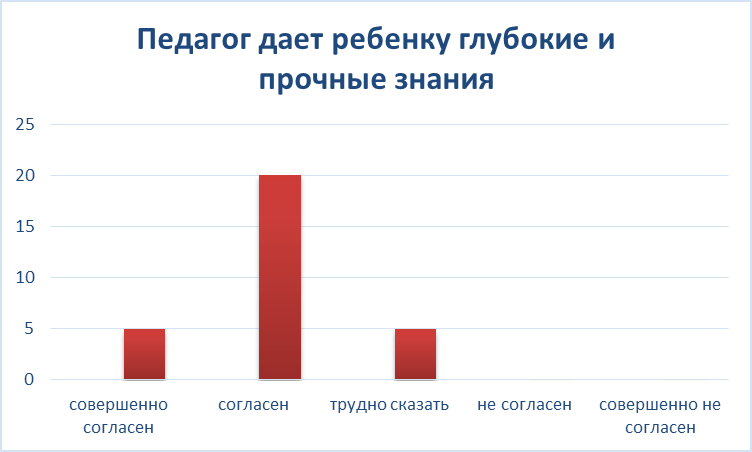 Педагог дает ребенку глубокие и
прочные знания
25
20
15
10
5
0
совершенно
согласен
согласен
трудно сказать
не согласен
совершенно не
согласен